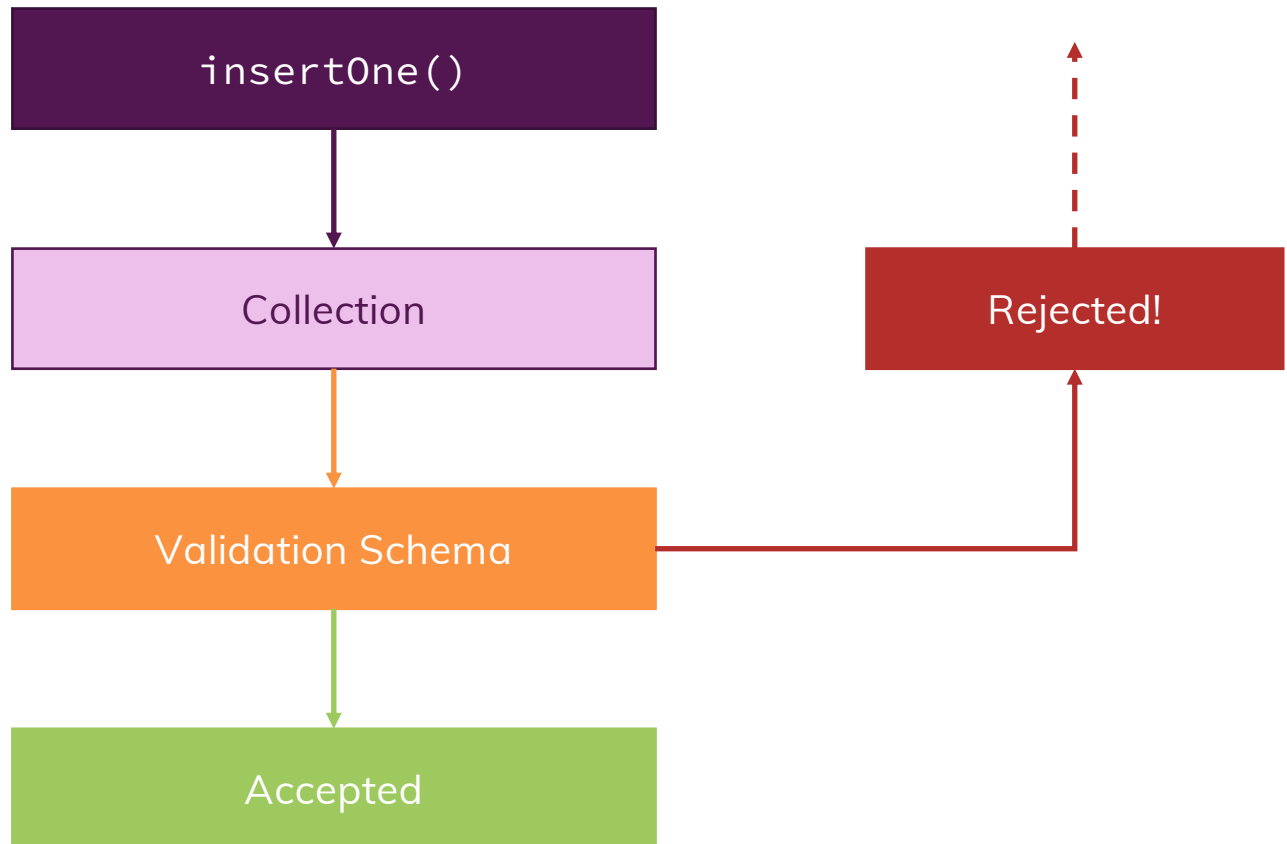 insertOne()
Collection
Rejected!
Validation Schema
Accepted